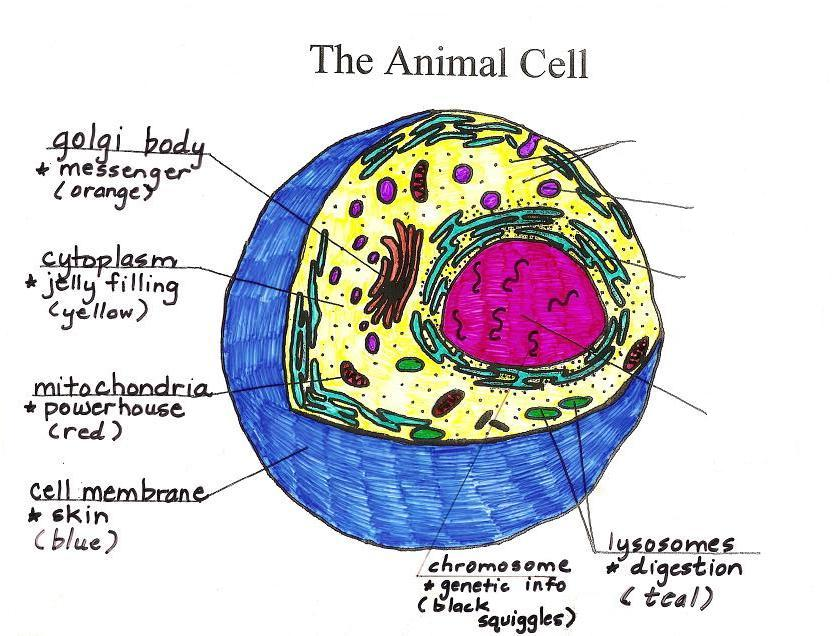 The Animal Cell
golgi body
* messenger
(orange)
cytoplasm
* jelly filling
(yellow)
mitochondria
* powerhouse
(red)
cell membrane
* skin
(blue)
chromosome
* genetic info
(black
squiggles)
lysosomes
* digestion
(teal)